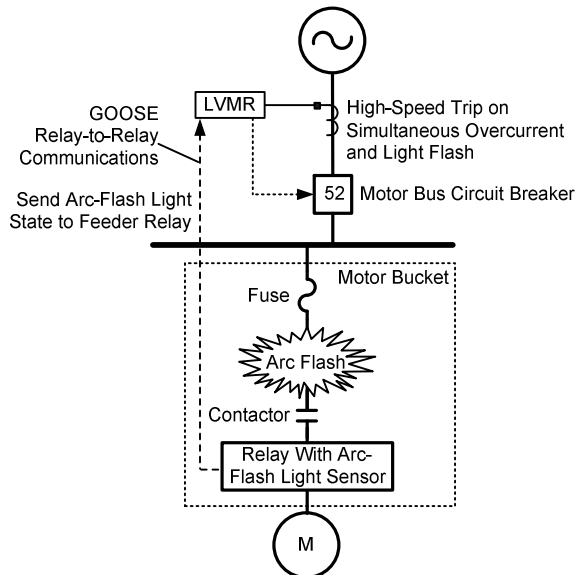 LVMR
GOOSE
Relay-to-Relay
Communications
High-Speed Trip on
Simultaneous Overcurrent
and Light Flash
Send Arc-Flash Light
State to Feeder Relay
52
Motor Bus Circuit Breaker
Motor Bucket
Fuse
Arc Flash
Contactor
Relay With Arc-
Flash Light Sensor
M